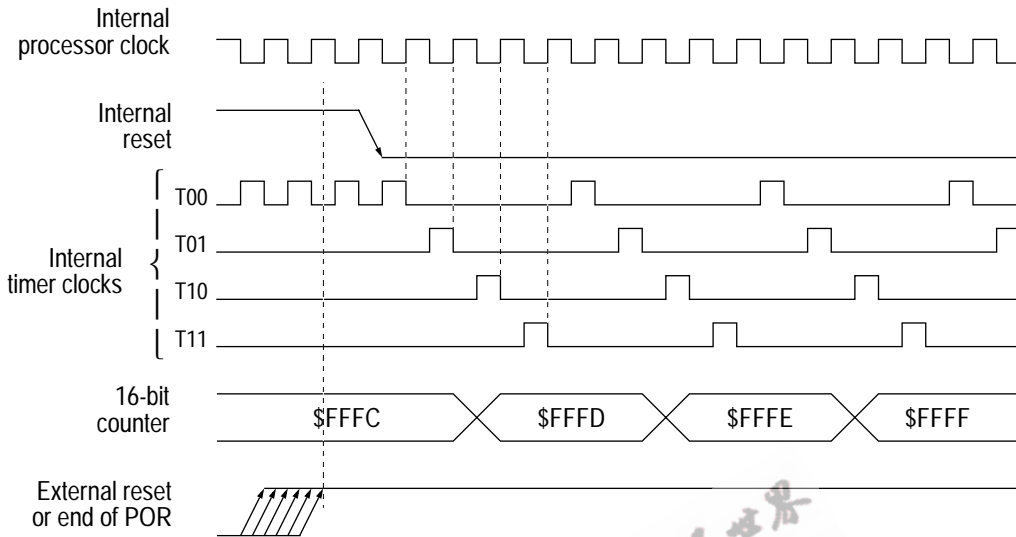 Internal
processor clock
Internal
reset
T00
T01
Internal
timer clocks
T10
T11
16-bit
counter
$FFFC
$FFFD
$FFFE
$FFFF
External reset
or end of POR